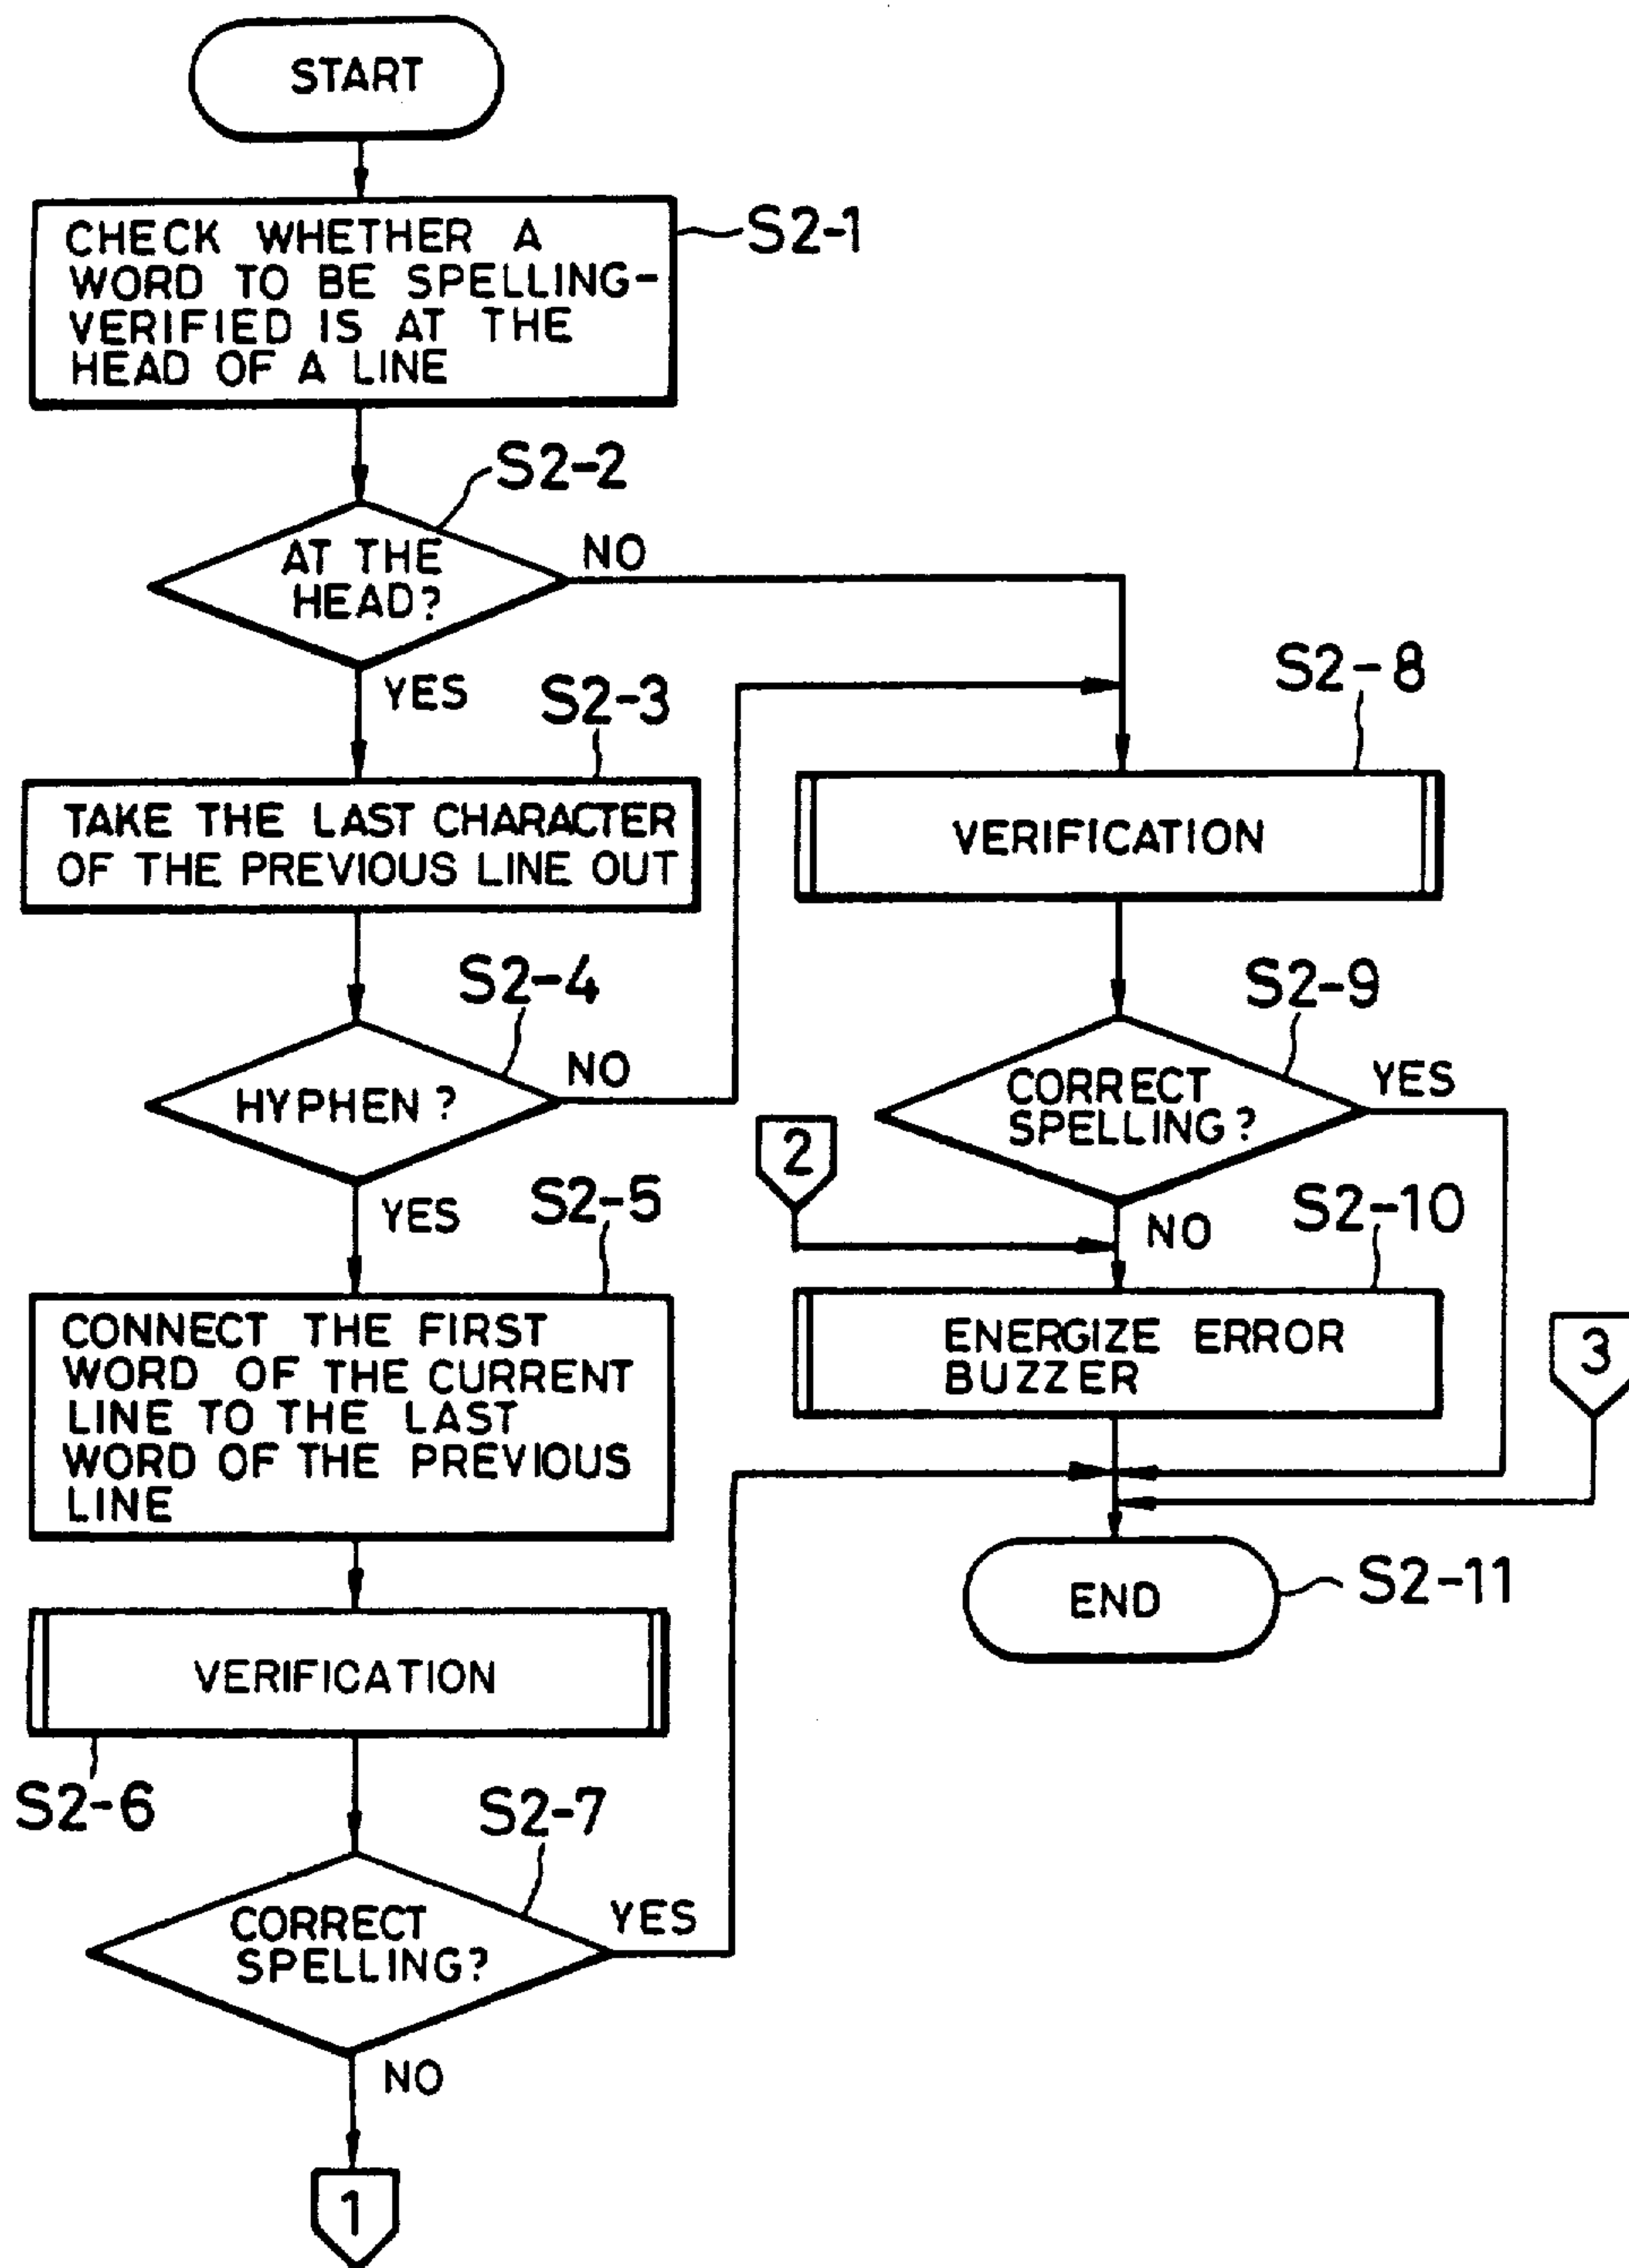 START
CHECK WHETHER A
WORD TO BE SPELLING-
VERIFIED IS AT THE
HEAD OF A LINE
S2-1
S2-2
AT THE
HEAD?
NO
YES
S2-3
TAKE THE LAST CHARACTER
OF THE PREVIOUS LINE OUT
S2-4
HYPHEN?
NO
YES
S2-5
CONNECT THE FIRST
WORD OF THE CURRENT
LINE TO THE LAST
WORD OF THE PREVIOUS
LINE
VERIFICATION
S2-6
S2-7
CORRECT
SPELLING?
YES
NO
1
S2-8
VERIFICATION
S2-9
CORRECT
SPELLING?
YES
2
NO
S2-10
ENERGIZE ERROR
BUZZER
3
END
S2-11